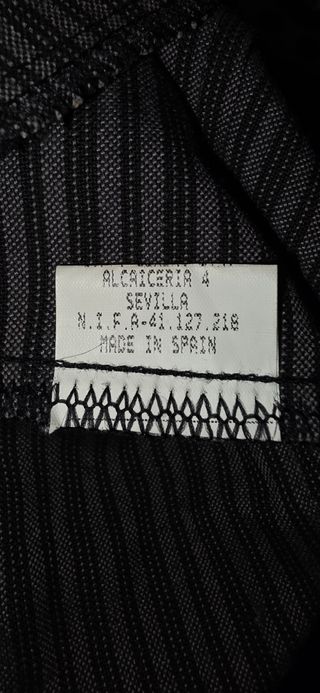 ALCAICERIA 4
SEVILLA
N.I.F.A-41.127.218
MADE IN SPAIN